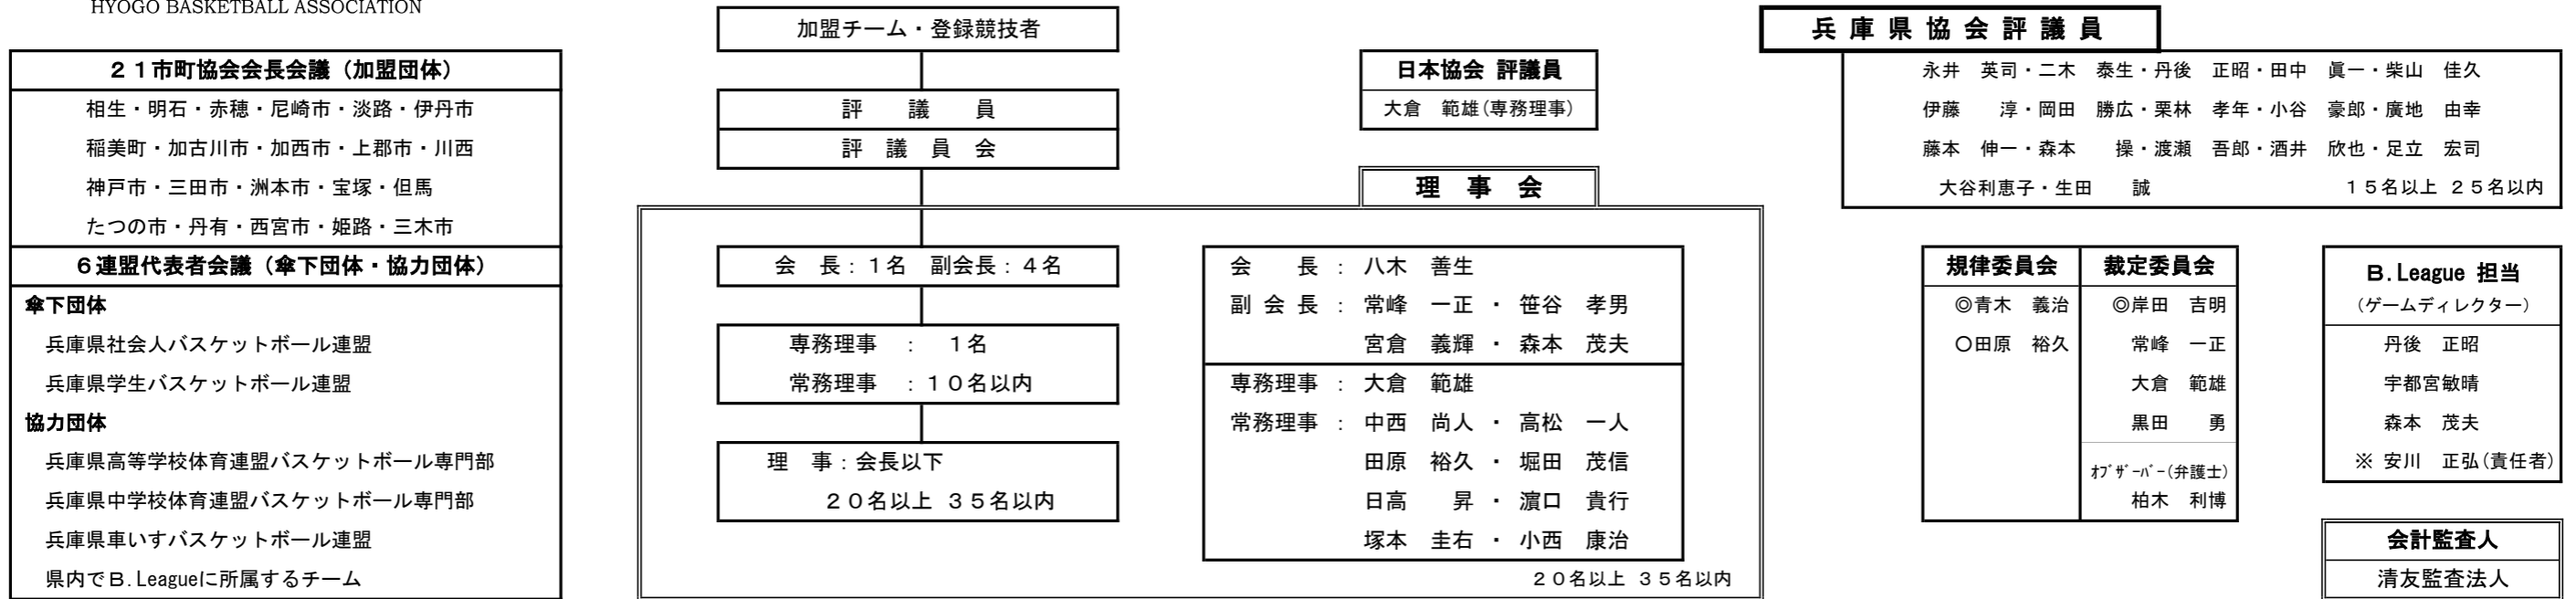 HYOGO BASKETBALL ASSOCIATION
２１市町協会会長会議（加盟団体）
相生・明石・赤穂・尼崎市・淡路・伊丹市
稲美町・加古川市・加西市・上郡市・川西
神戸市・三田市・洲本市・宝塚・但馬
たつの市・丹有・西宮市・姫路・三木市
６連盟代表者会議（傘下団体・協力団体）
傘下団体
兵庫県社会人バスケットボール連盟
兵庫県学生バスケットボール連盟
協力団体
兵庫県高等学校体育連盟バスケットボール専門部
兵庫県中学校体育連盟バスケットボール専門部
兵庫県車いすバスケットボール連盟
県内でＢ.Leagueに所属するチーム
加盟チーム・登録競技者
評　議　員
評 議 員 会
会　長：１名　副会長：４名
専務理事　：　１名
常務理事　：１０名以内
理　事：会長以下
２０名以上 ３５名以内
日本協会 評議員
大倉　範雄(専務理事)
理 事 会
会　　長 : 八木　善生
副 会 長 : 常峰　一正 ・ 笹谷　孝男
宮倉　義輝 ・ 森本　茂夫
専務理事 : 大倉　範雄
常務理事 : 中西　尚人 ・ 高松　一人
田原　裕久 ・ 堀田　茂信
日高　　昇 ・ 濵口　貴行
塚本　圭右 ・ 小西　康治
２０名以上 ３５名以内
兵 庫 県 協 会 評 議 員
永井　英司・二木　泰生・丹後　正昭・田中　眞一・柴山　佳久
伊藤　　淳・岡田　勝広・栗林　孝年・小谷　豪郎・廣地　由幸
藤本　伸一・森本　　操・渡瀬　吾郎・酒井　欣也・足立　宏司
大谷利恵子・生田　　誠　　１５名以上 ２５名以内
規律委員会
◎青木　義治
〇田原　裕久
裁定委員会
◎岸田　吉明
常峰　一正
大倉　範雄
黒田　　勇
ｵﾌﾞｻﾞｰﾊﾞｰ(弁護士)
柏木　利博
Ｂ.League 担当
（ゲームディレクター）
丹後　正昭
宇都宮敏晴
森本　茂夫
※ 安川　正弘(責任者)
会計監査人
清友監査法人